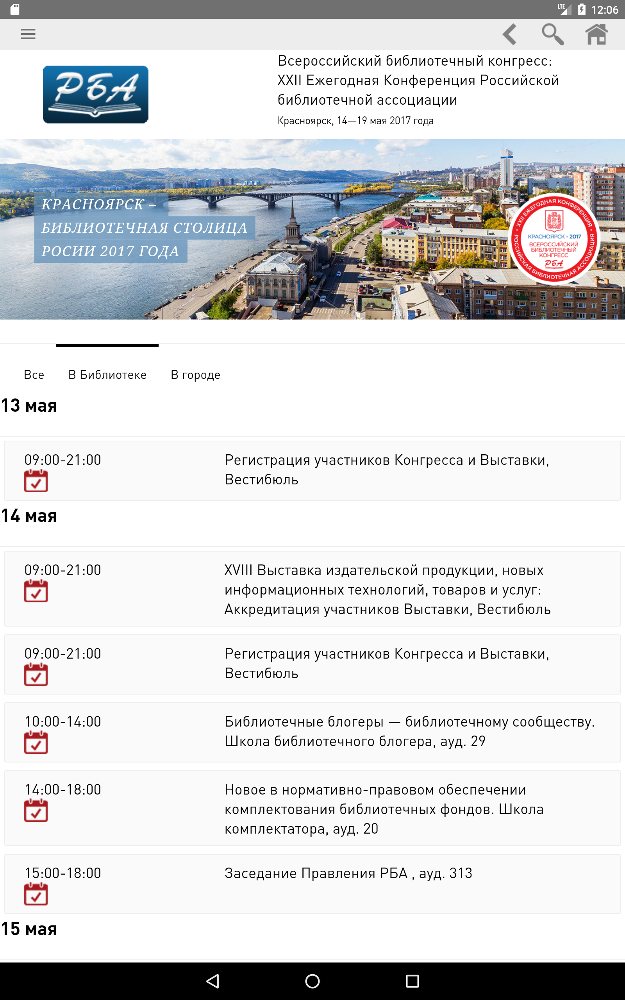 LTE 12:06
РБА
Всероссийский библиотечный конгресс:
XXII Ежегодная Конференция Российской
библиотечной ассоциации
Красноярск, 14—19 мая 2017 года
КРАСНОЯРСК –
БИБЛИОТЕЧНАЯ СТОЛИЦА
РОСИИ 2017 ГОДА
• XXII ЕЖЕГОДНАЯ КОНФЕРЕНЦИЯ •
РОССИЙСКАЯ БИБЛИОТЕЧНАЯ АССОЦИАЦИЯ
КРАСНОЯРСК - 2017
ВСЕРОССИЙСКИЙ
БИБЛИОТЕЧНЫЙ
КОНГРЕСС
РБА
Все В Библиотеке В городе
13 мая
09:00-21:00 Регистрация участников Конгресса и Выставки,
Вестибюль
14 мая
09:00-21:00 XVIII Выставка издательской продукции, новых
информационных технологий, товаров и услуг:
Аккредитация участников Выставки, Вестибюль
09:00-21:00 Регистрация участников Конгресса и Выставки,
Вестибюль
10:00-14:00 Библиотечные блогеры — библиотечному сообществу.
Школа библиотечного блогера, ауд. 29
14:00-18:00 Новое в нормативно-правовом обеспечении
комплектования библиотечных фондов. Школа
комплектатора, ауд. 20
15:00-18:00 Заседание Правления РБА , ауд. 313
15 мая